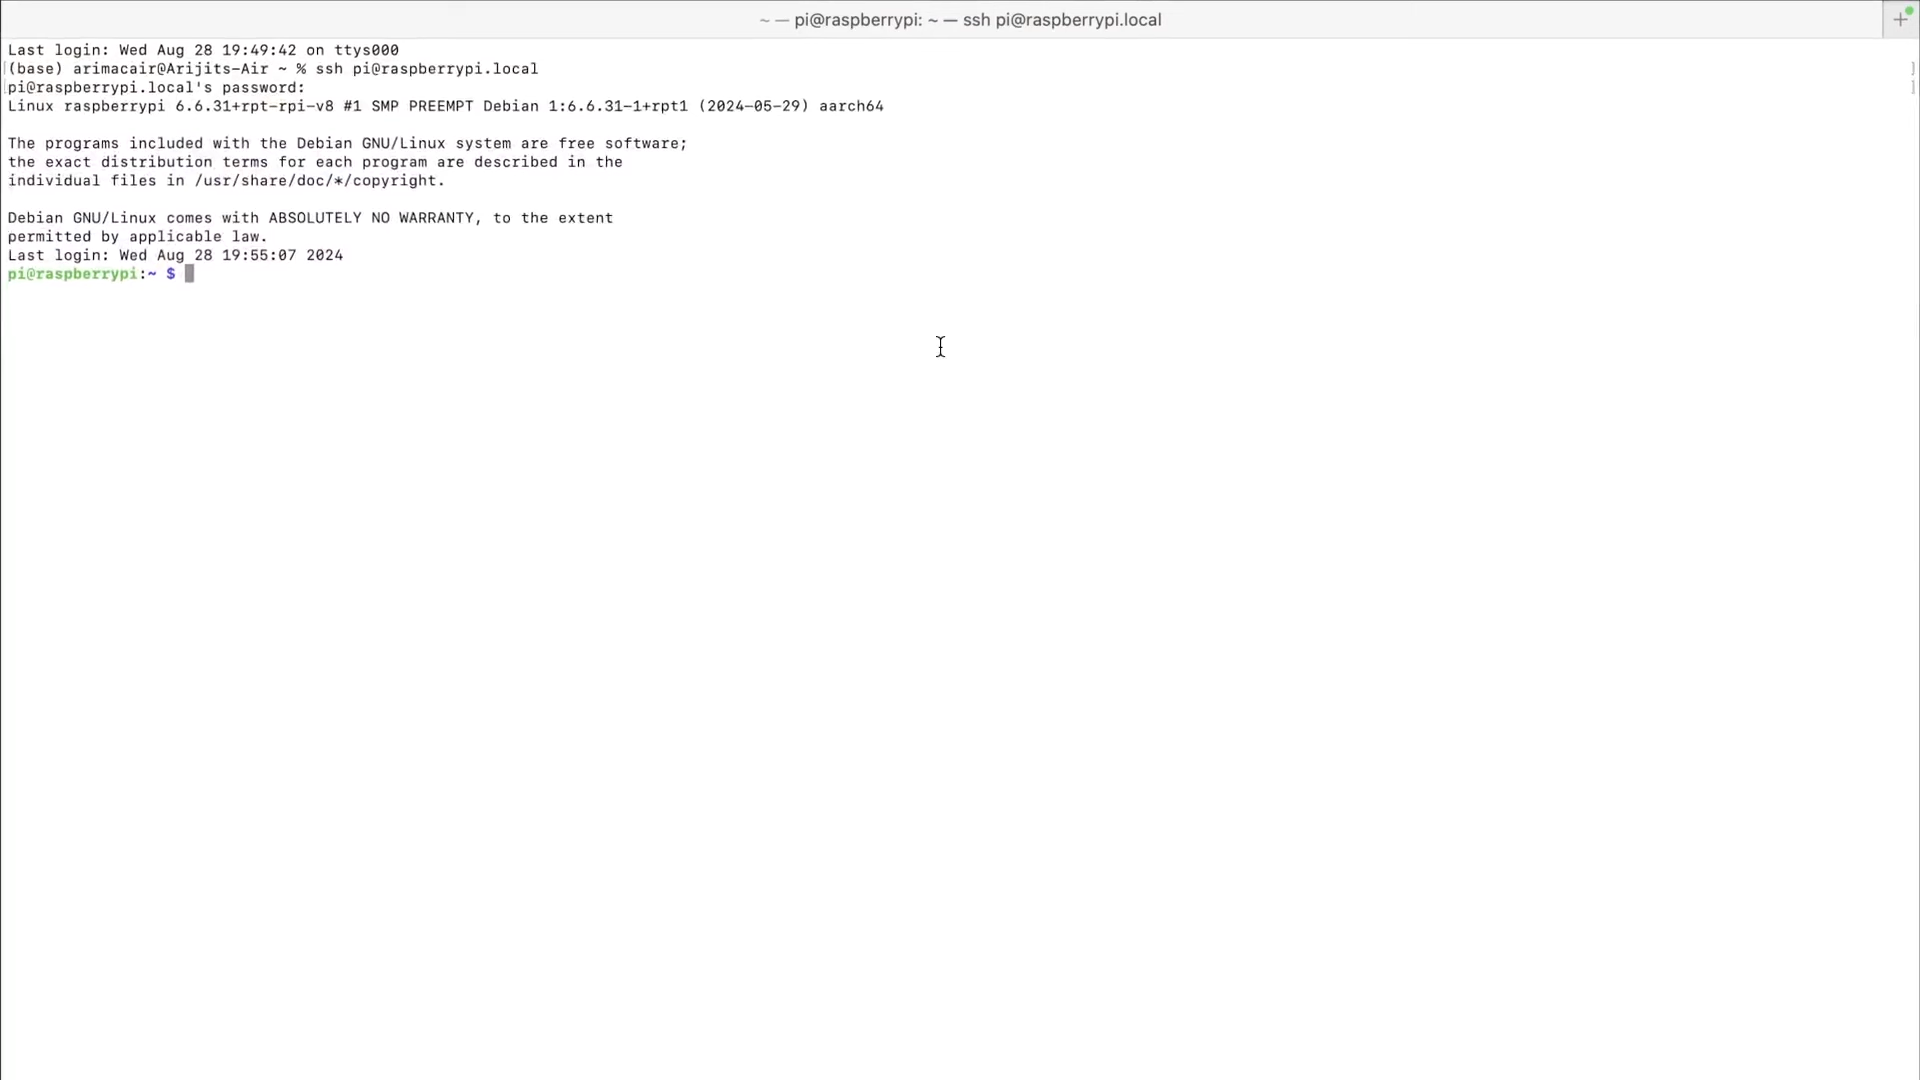 ~ — pi@raspberrypi: ~ — ssh pi@raspberrypi.local
Last login: Wed Aug 28 19:49:42 on ttys000
(base) arimacair@Arijits-Air ~ % ssh pi@raspberrypi.local
pi@raspberrypi.local's password:
Linux raspberrypi 6.6.31+rpt-rpi-v8 #1 SMP PREEMPT Debian 1:6.6.31-1+rpt1 (2024-05-29) aarch64
The programs included with the Debian GNU/Linux system are free software;
the exact distribution terms for each program are described in the
individual files in /usr/share/doc/*/copyright.
Debian GNU/Linux comes with ABSOLUTELY NO WARRANTY, to the extent
permitted by applicable law.
Last login: Wed Aug 28 19:55:07 2024
pi@raspberrypi:~ $